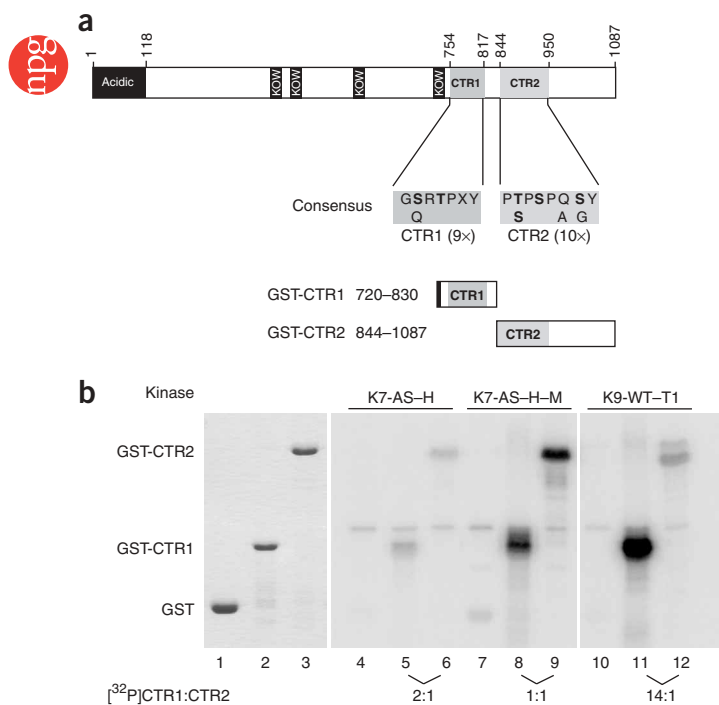 a
npg
1
118
754
817
844
950
1087
Acidic
KOW
KOW
KOW
KOW
CTR1
CTR2
Consensus
GSRTPXY
Q
CTR1 (9×)
PTPSPQSY
S A G
CTR2 (10×)
GST-CTR1 720–830
CTR1
GST-CTR2 844–1087
CTR2
b
Kinase
K7-AS–H
K7-AS–H–M
K9-WT–T1
GST-CTR2
GST-CTR1
GST
1 2 3 4 5 6 7 8 9 10 11 12
[³²P]CTR1:CTR2
2:1
1:1
14:1